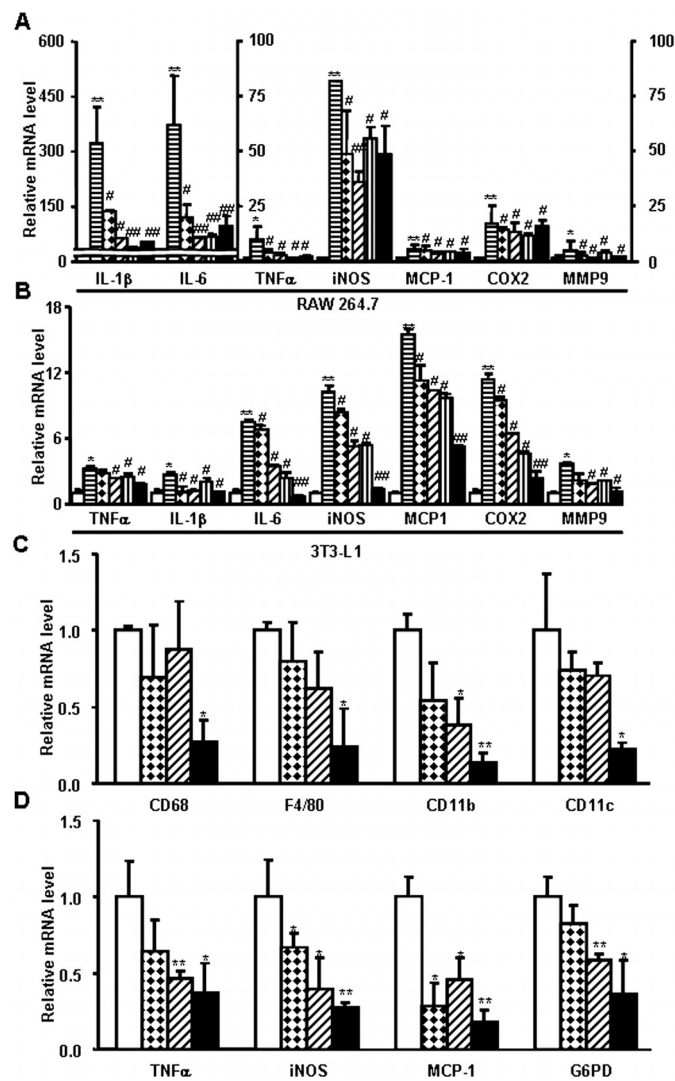 A
600 100 100
** **
450 75 75
300 50 50
150 25 25
0 0 0
Relative mRNA level
IL-1β IL-6 TNFα iNOS MCP-1 COX2 MMP9
RAW 264.7
B
18
12
6
0
Relative mRNA level
TNFα IL-1β IL-6 iNOS MCP1 COX2 MMP9
3T3-L1
C
1.5
1.0
0.5
0.0
Relative mRNA level
* * * ** *
CD68 F4/80 CD11b CD11c
D
1.5
1.0
0.5
0.0
Relative mRNA level
** * * * ** * * ** ** *
TNFα iNOS MCP-1 G6PD